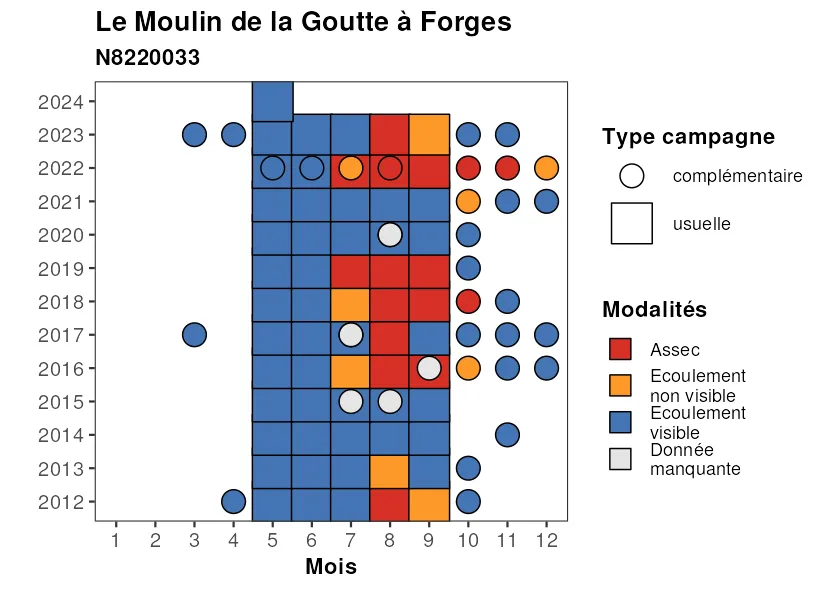 Le Moulin de la Goutte à Forges
N8220033
2024
2023
2022
2021
2020
2019
2018
2017
2016
2015
2014
2013
2012
1 2 3 4 5 6 7 8 9 10 11 12
Mois
Type campagne
complémentaire
usuelle
Modalités
Assec
Ecoulement
non visible
Ecoulement
visible
Donnée
manquante